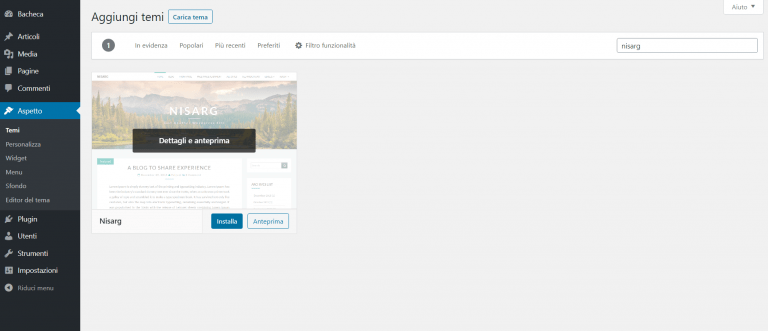 Bacheca
Articoli
Media
Pagine
Commenti
Aspetto
Temi
Personalizza
Widget
Menu
Sfondo
Editor del tema
Plugin
Utenti
Strumenti
Impostazioni
Riduci menu
Aggiungi temi Carica tema
Aiuto
1 In evidenza Popolari Più recenti Preferiti Filtro funzionalità
nisarg
NISARG
Dettagli e anteprima
A BLOG TO SHARE EXPERIENCE
Nisarg Installa Anteprima